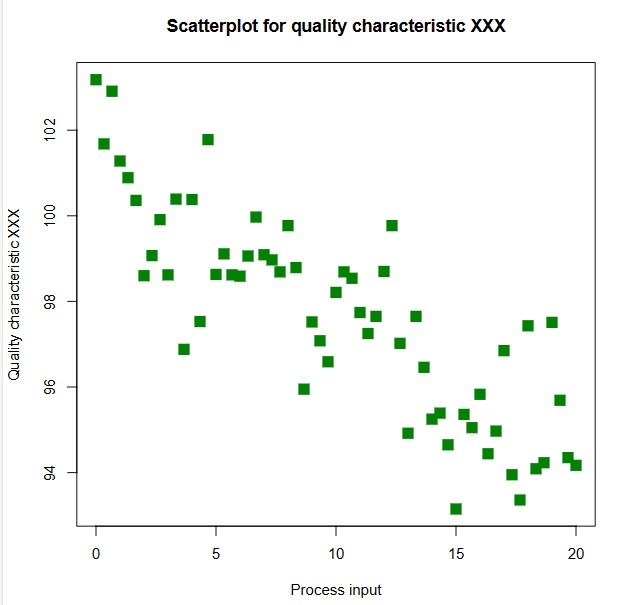 Scatterplot for quality characteristic XXX
Quality characteristic XXX
102
100
98
96
94
0 5 10 15 20
Process input